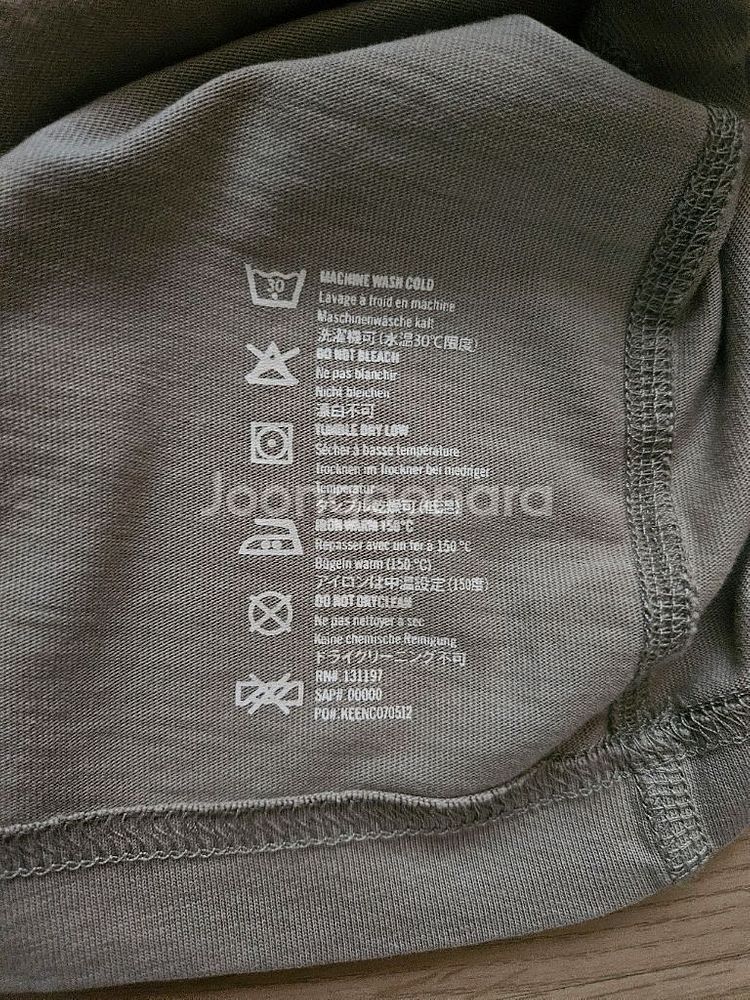 30
MACHINE WASH COLD
Lavage à froid en machine
Maschinenwäsche kalt
洗濯機可 (水温30℃限度)
DO NOT BLEACH
Ne pas blanchir
Nicht bleichen
漂白不可
TUMBLE DRY LOW
Sécher à basse température
Trocknen im Trockner bei niedriger
Temperatur
(低温)
IRON WARM 150°C
Repasser avec un fer à 150°C
Bügeln warm (150°C)
アイロンは中温設定 (150度)
DO NOT DRYCLEAN
Ne pas nettoyer à sec
Keine chemische Reinigung
ドライクリーニング不可
RN#. 131197
SAP#. 00000
PO#.KEENC070512